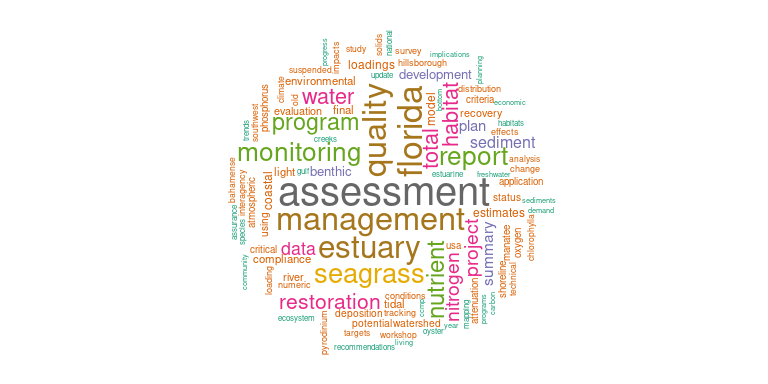 progress
impacts
study
solids
national
survey
implications
planning
suspended
loadings
hillsborough
update
development
climate
old
environmental
phosphorus
water
quality
florida
model
bottom
habitat
distribution
criteria
economic
southwest
evaluation
final
recovery
trends
program
total
plan
habitats
effects
creeks
sediment
monitoring
report
analysis
bahamense
interagency
atmospheric
coastal
light
gulf
benthic
estuarine
freshwater
change
application
assessment
status
sediments
assurance
species
using
management
estimates
demand
chlorophylla
critical
data
estuary
usa
project
summary
shoreline
manatee
oxygen
technical
community
compliance
loading
river
numeric
seagrass
nutrient
nitrogen
attenuation
restoration
conditions
tidal
ccmp
mapping
programs
carbon
ecosystem
pyrodinium
deposition
tracking
potential
watershed
year
targets
workshop
oyster
recommendations
living